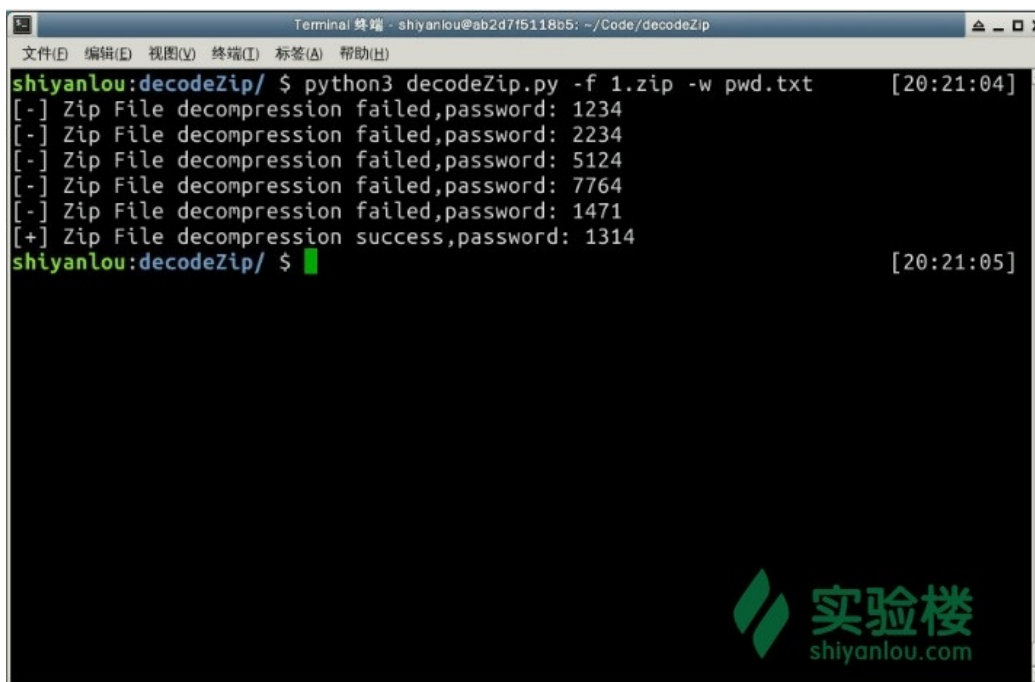 Terminal 终端 - shiyanlou@ab2d7f5118b5: ~/Code/decodeZip
文件(F) 编辑(E) 视图(V) 终端(T) 标签(A) 帮助(H)
shiyanlou:decodeZip/ $ python3 decodeZip.py -f 1.zip -w pwd.txt [20:21:04]
[-] Zip File decompression failed,password: 1234
[-] Zip File decompression failed,password: 2234
[-] Zip File decompression failed,password: 5124
[-] Zip File decompression failed,password: 7764
[-] Zip File decompression failed,password: 1471
[+] Zip File decompression success,password: 1314
shiyanlou:decodeZip/ $ [20:21:05]
实验楼
shiyanlou.com